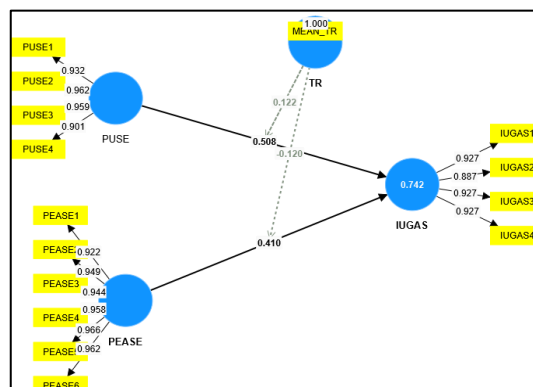 1.000
MEAN_TR
TR
PUSE1
PUSE2
PUSE3
PUSE4
0.932
0.962
0.959
0.901
PUSE
0.122
-0.120
0.508
0.410
PEASE1
PEASE2
PEASE3
PEASE4
PEASE5
PEASE6
0.922
0.949
0.944
0.958
0.966
0.962
PEASE
0.742
IUGAS
0.927
0.887
0.927
0.927
IUGAS1
IUGAS2
IUGAS3
IUGAS4